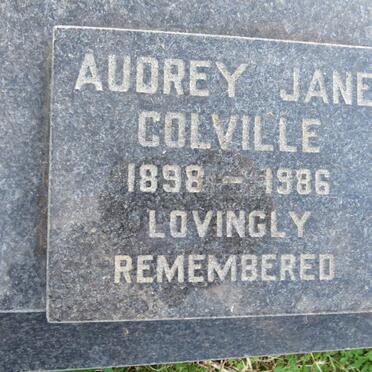 AUDREY JANE
COLVILLE
1898 – 1986
LOVINGLY
REMEMBERED